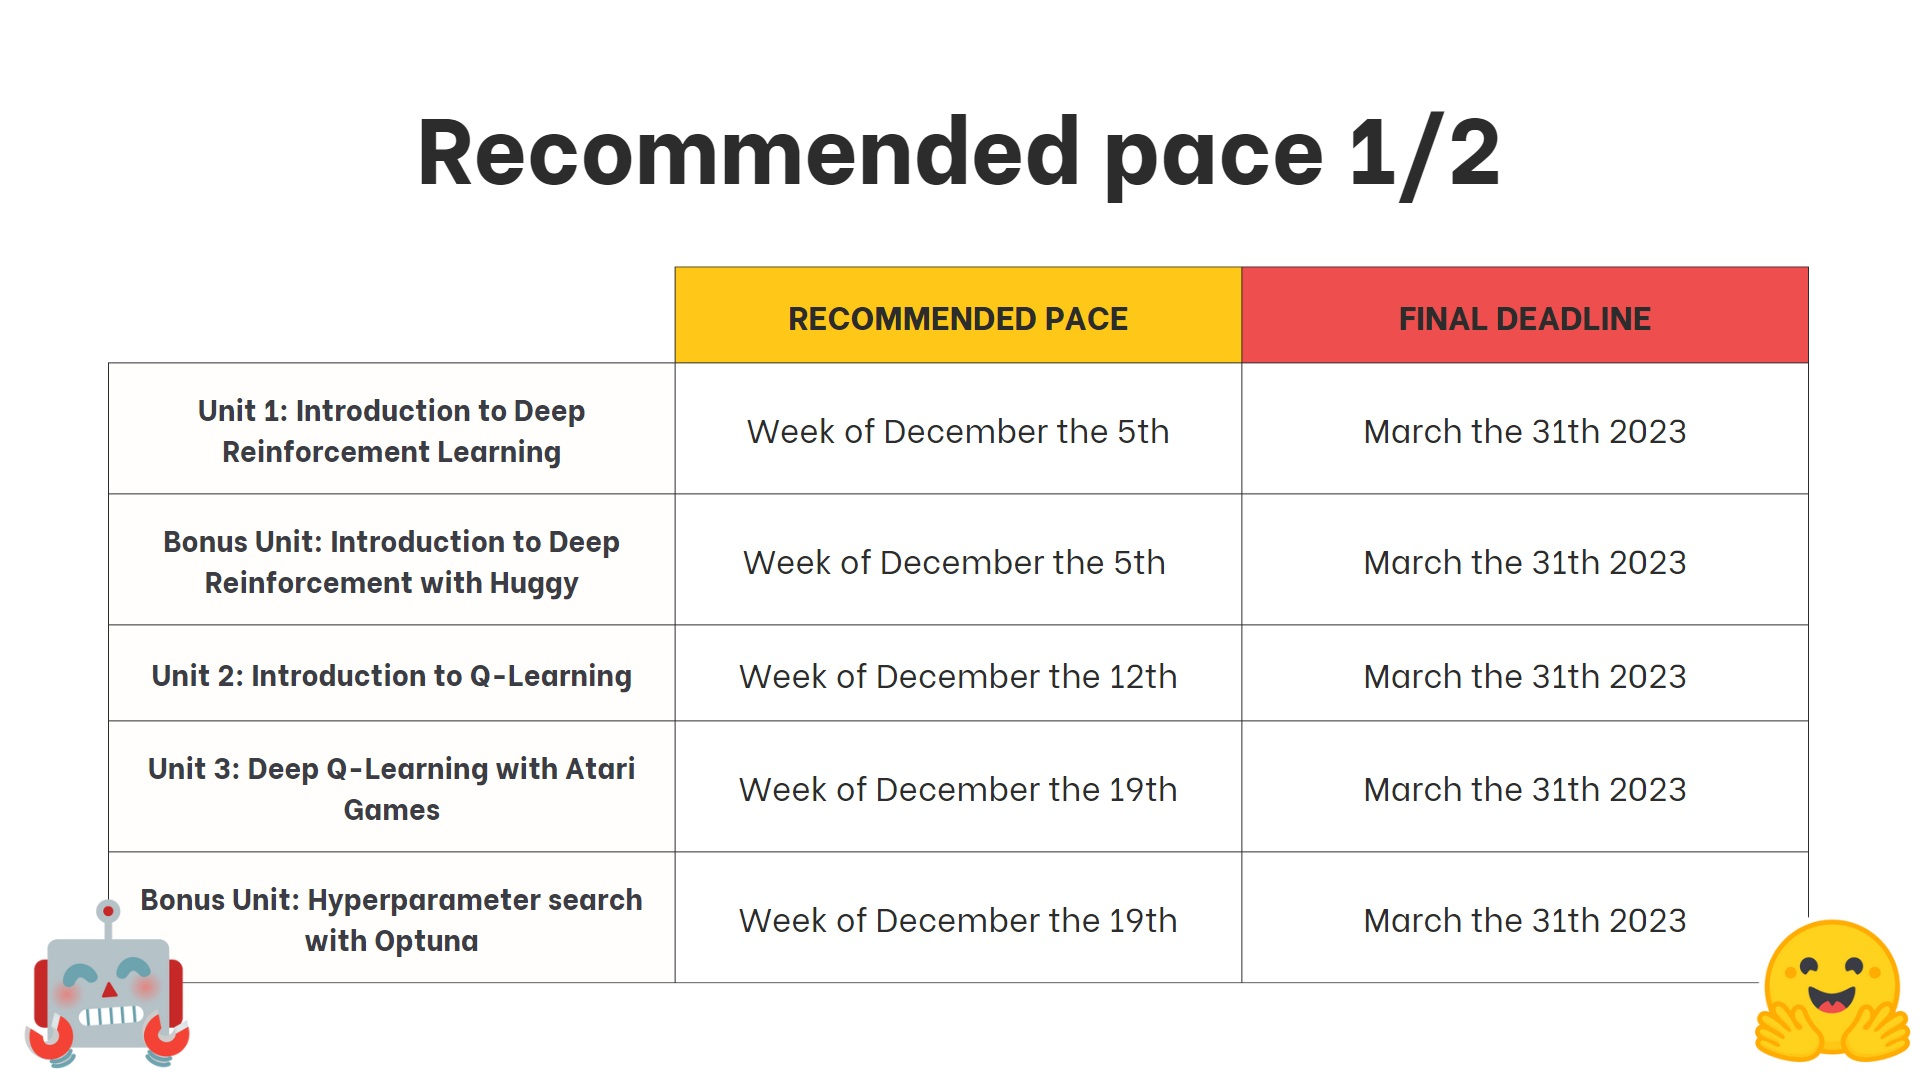 Recommended pace 1/2
RECOMMENDED PACE
FINAL DEADLINE
Unit 1: Introduction to Deep
Reinforcement Learning
Week of December the 5th
March the 31th 2023
Bonus Unit: Introduction to Deep
Reinforcement with Huggy
Week of December the 5th
March the 31th 2023
Unit 2: Introduction to Q-Learning
Week of December the 12th
March the 31th 2023
Unit 3: Deep Q-Learning with Atari
Games
Week of December the 19th
March the 31th 2023
Bonus Unit: Hyperparameter search
with Optuna
Week of December the 19th
March the 31th 2023